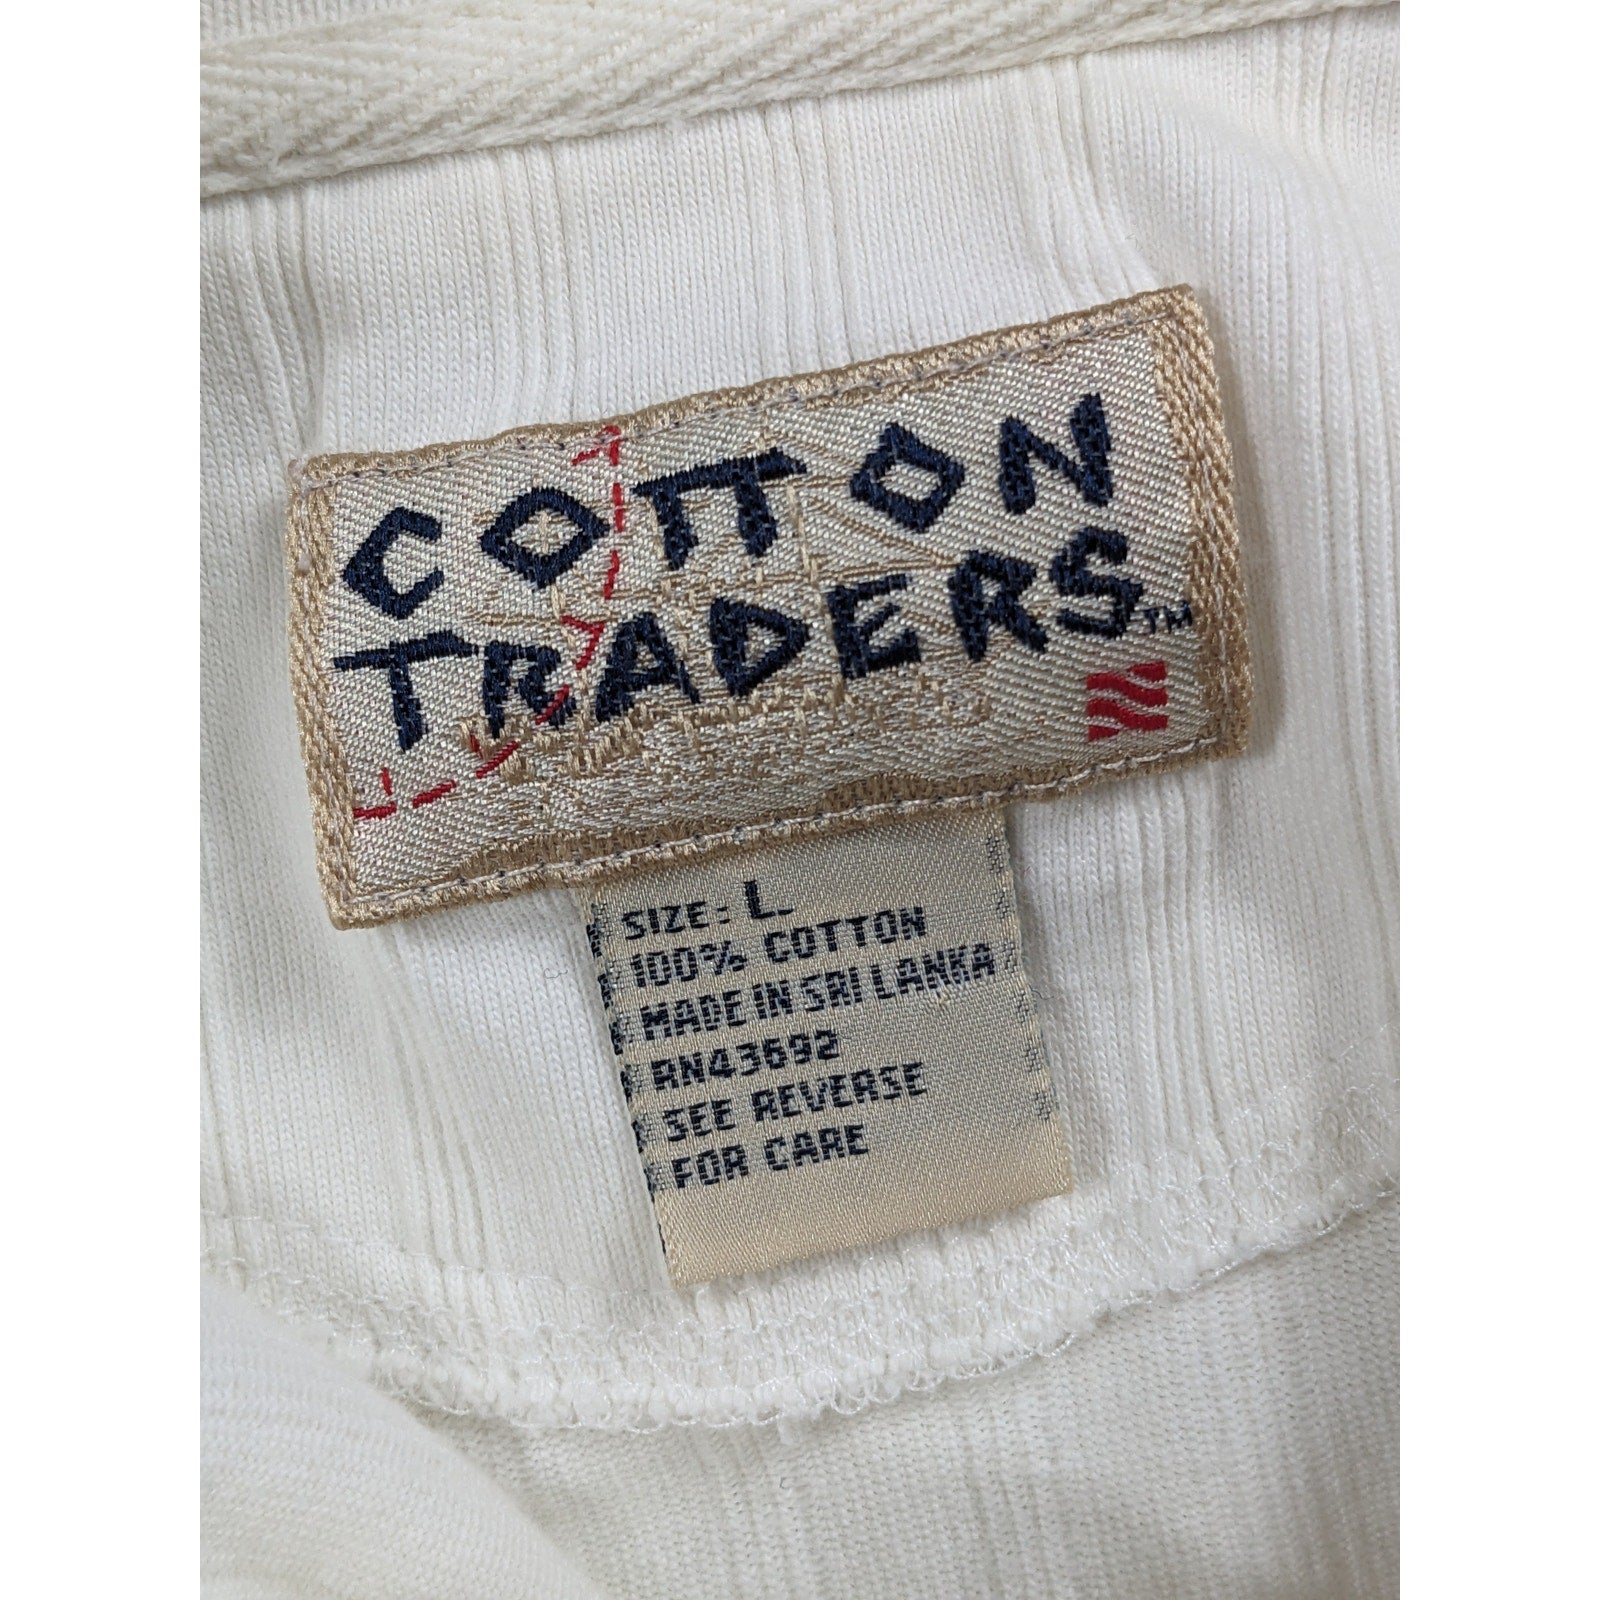 COTTON
TRADERS™
SIZE: L.
100% COTTON
MADE IN SRI LANKA
RN43692
SEE REVERSE
FOR CARE